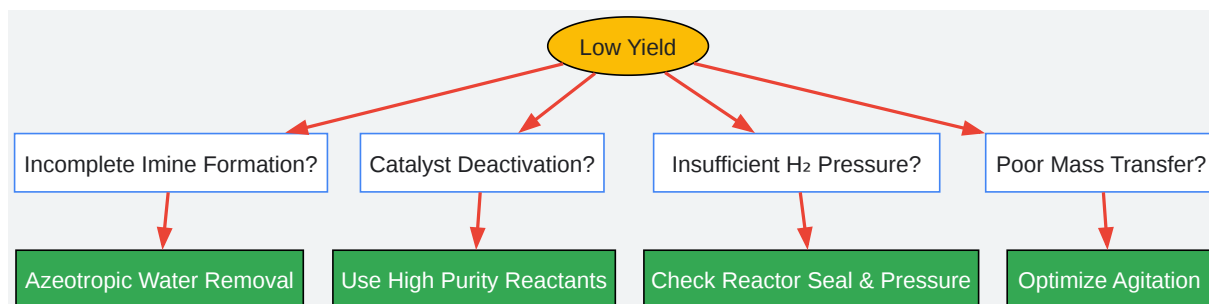 Low Yield
Incomplete Imine Formation?
Catalyst Deactivation?
Insufficient H₂ Pressure?
Poor Mass Transfer?
Azeotropic Water Removal
Use High Purity Reactants
Check Reactor Seal & Pressure
Optimize Agitation